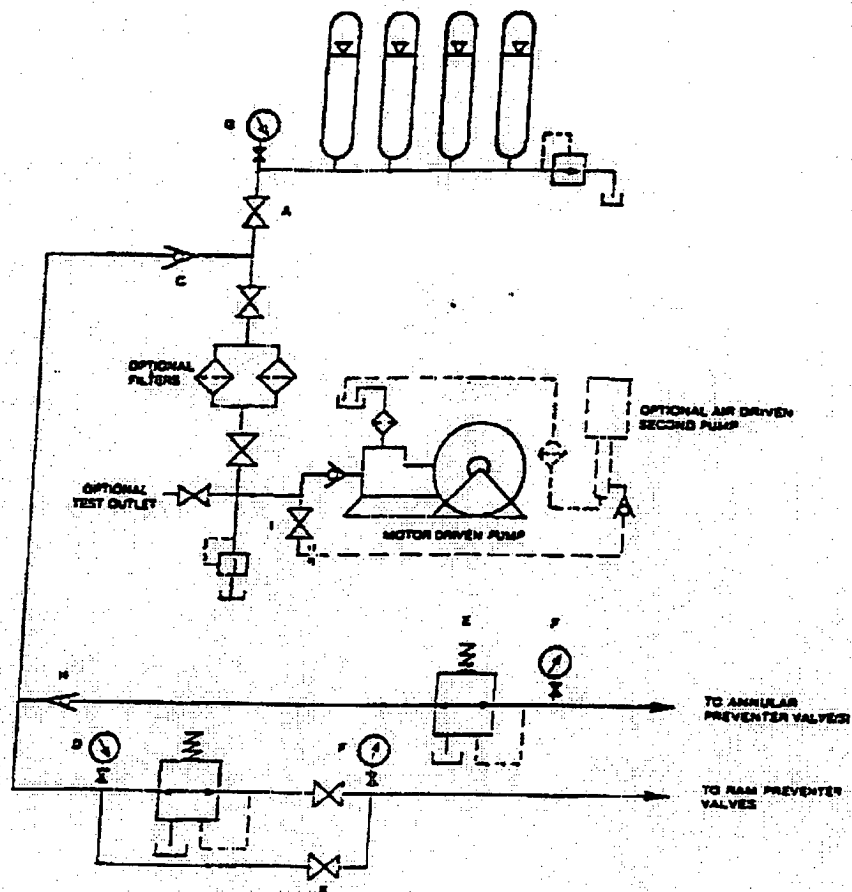 G
A
C
OPTIONAL
FILTERS
OPTIONAL AIR DRIVEN
SECOND PUMP
OPTIONAL
TEST OUTLET
I
MOTOR DRIVEN PUMP
E
F
H
TO ANNULAR
PREVENTER VALVE(S)
D
F
TO RAM PREVENTER
VALVES